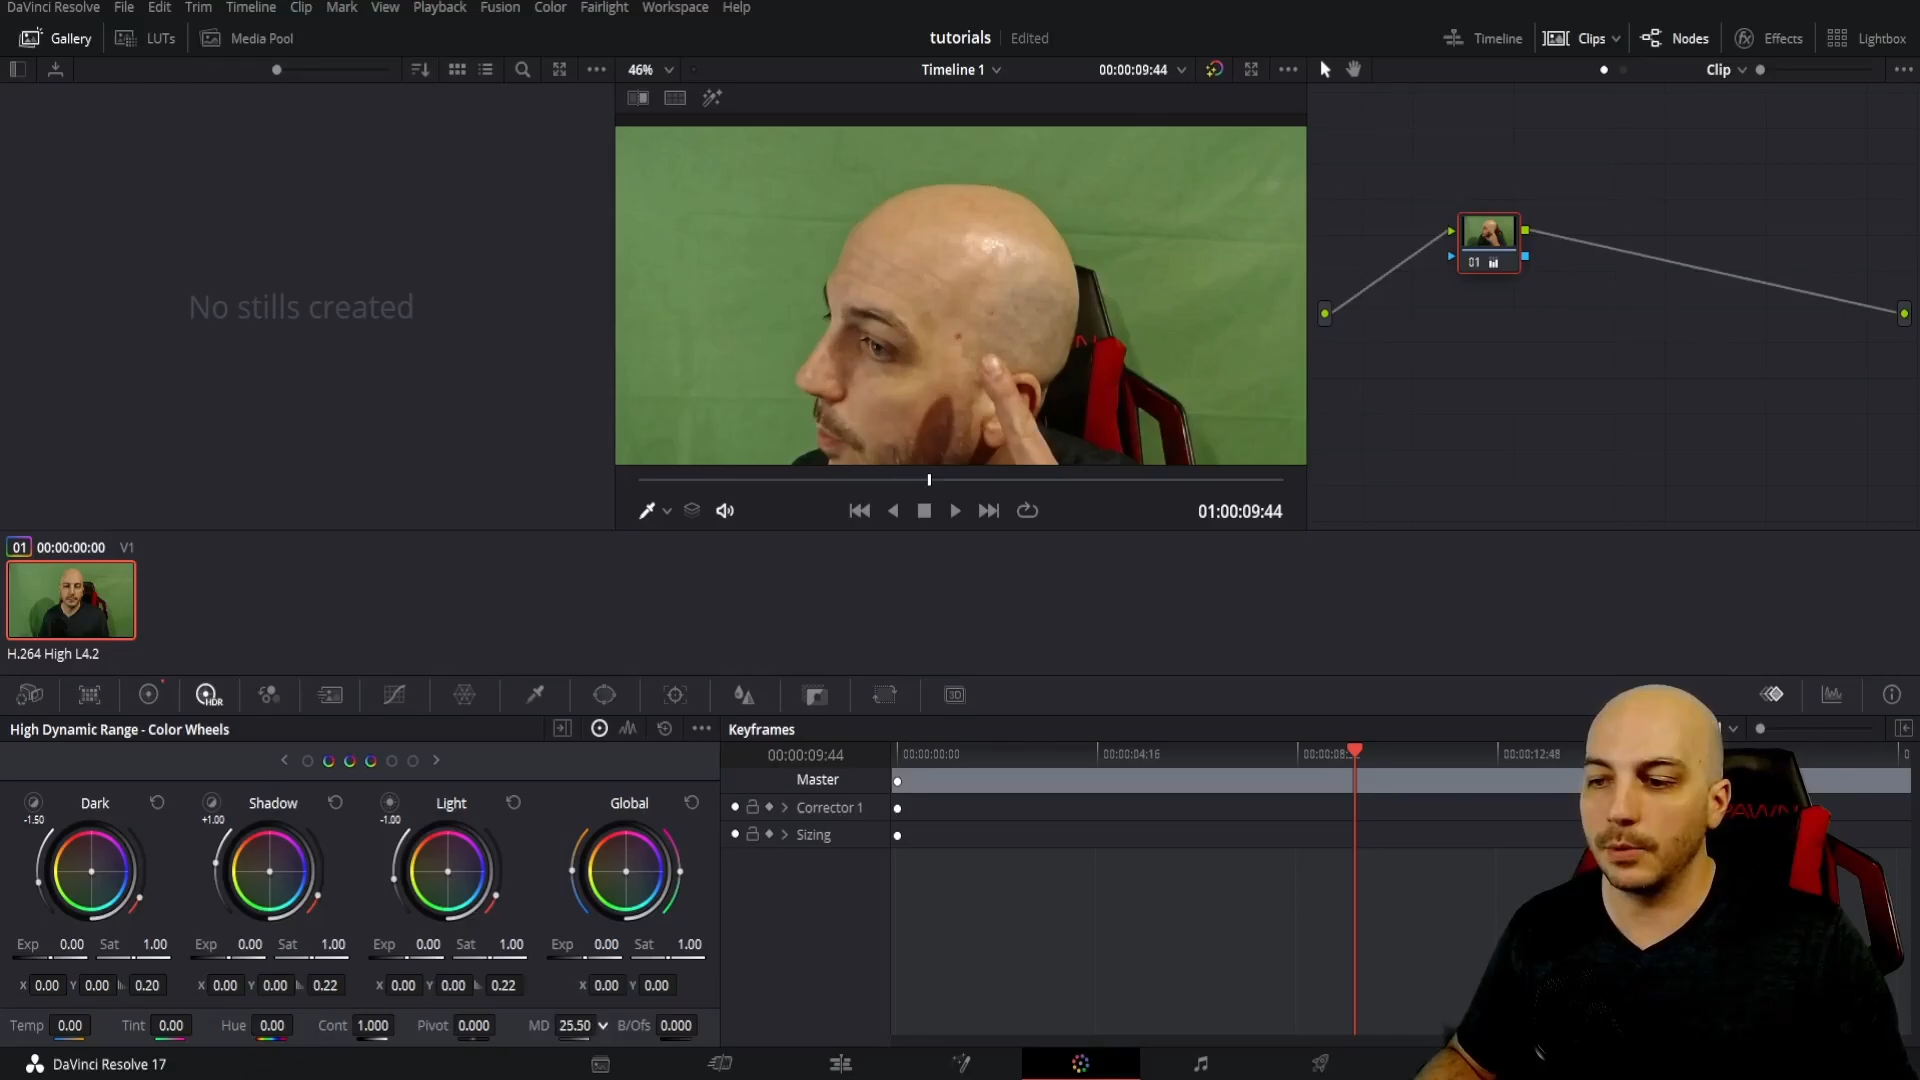 DaVinci Resolve File Edit Trim Timeline Clip Mark View Playback Fusion Color Fairlight Workspace Help
Gallery LUTs Media Pool tutorials Edited Timeline Clips Nodes Effects Lightbox
46% Timeline 1 00:00:09:44 Clip
No stills created
01
01:00:09:44
01 00:00:00:00 V1
H.264 High L4.2
HDR
3D
High Dynamic Range - Color Wheels
Keyframes
00:00:09:44 00:00:00:00 00:00:04:16 00:00:08: 00:00:12:48
Master
Corrector 1
Sizing
Dark Shadow Light Global
-1.50 +1.00 -1.00
Exp 0.00 Sat 1.00 Exp 0.00 Sat 1.00 Exp 0.00 Sat 1.00 Exp 0.00 Sat 1.00
X 0.00 Y 0.00 0.20 X 0.00 Y 0.00 0.22 X 0.00 Y 0.00 0.22 X 0.00 Y 0.00
Temp 0.00 Tint 0.00 Hue 0.00 Cont 1.000 Pivot 0.000 MD 25.50 B/Ofs 0.000
DaVinci Resolve 17